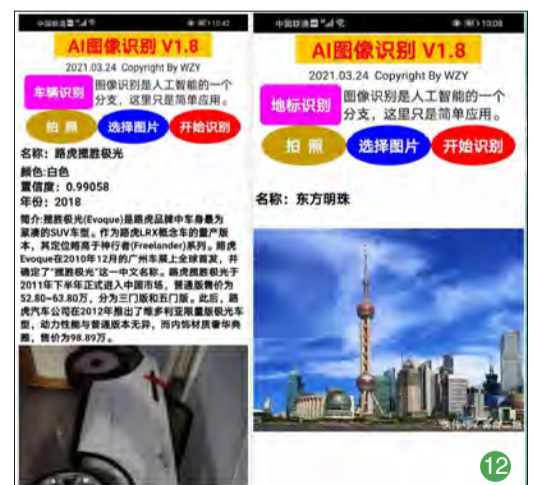 中国联通
10:42
AI图像识别 V1.8
2021.03.24 Copyright By WZY
车辆识别
图像识别是人工智能的一个
分支，这里只是简单应用。
拍 照
选择图片
开始识别
名称：路虎揽胜极光
颜色:白色
置信度：0.99058
年份：2018
简介:揽胜极光(Evoque)是路虎品牌中车身最为
紧凑的SUV车型。作为路虎LRX概念车的量产版
本，其定位略高于神行者(Freelander)系列。路虎
Evoque在2010年12月的广州车展上全球首发，并
确定了“揽胜极光”这一中文名称。路虎揽胜极光于
2011年下半年正式进入中国市场，普通版售价为
52.80~63.80万，分为三门版和五门版。此后，路
虎汽车公司在2012年推出了维多利亚限量版极光车
型，动力性能与普通版本无异，而内饰材质奢华典
雅，售价为98.89万。
中国联通
10:08
AI图像识别 V1.8
2021.03.24 Copyright By WZY
地标识别
图像识别是人工智能的一个
分支，这里只是简单应用。
拍 照
选择图片
开始识别
名称：东方明珠
12